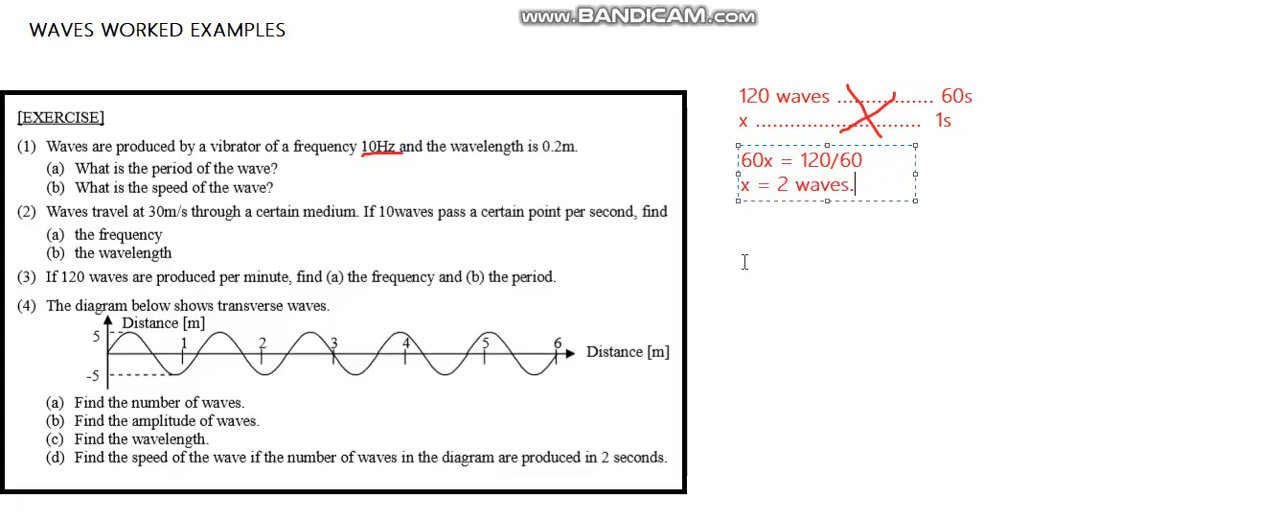 www.BANDICAM.com
WAVES WORKED EXAMPLES
[EXERCISE]
(1) Waves are produced by a vibrator of a frequency 10Hz and the wavelength is 0.2m.
(a) What is the period of the wave?
(b) What is the speed of the wave?
(2) Waves travel at 30m/s through a certain medium. If 10waves pass a certain point per second, find
(a) the frequency
(b) the wavelength
(3) If 120 waves are produced per minute, find (a) the frequency and (b) the period.
(4) The diagram below shows transverse waves.
Distance [m]
5
1 2 3 4 5 6
Distance [m]
-5
(a) Find the number of waves.
(b) Find the amplitude of waves.
(c) Find the wavelength.
(d) Find the speed of the wave if the number of waves in the diagram are produced in 2 seconds.
120 waves ................ 60s
x ............................ 1s
60x = 120/60
x = 2 waves.